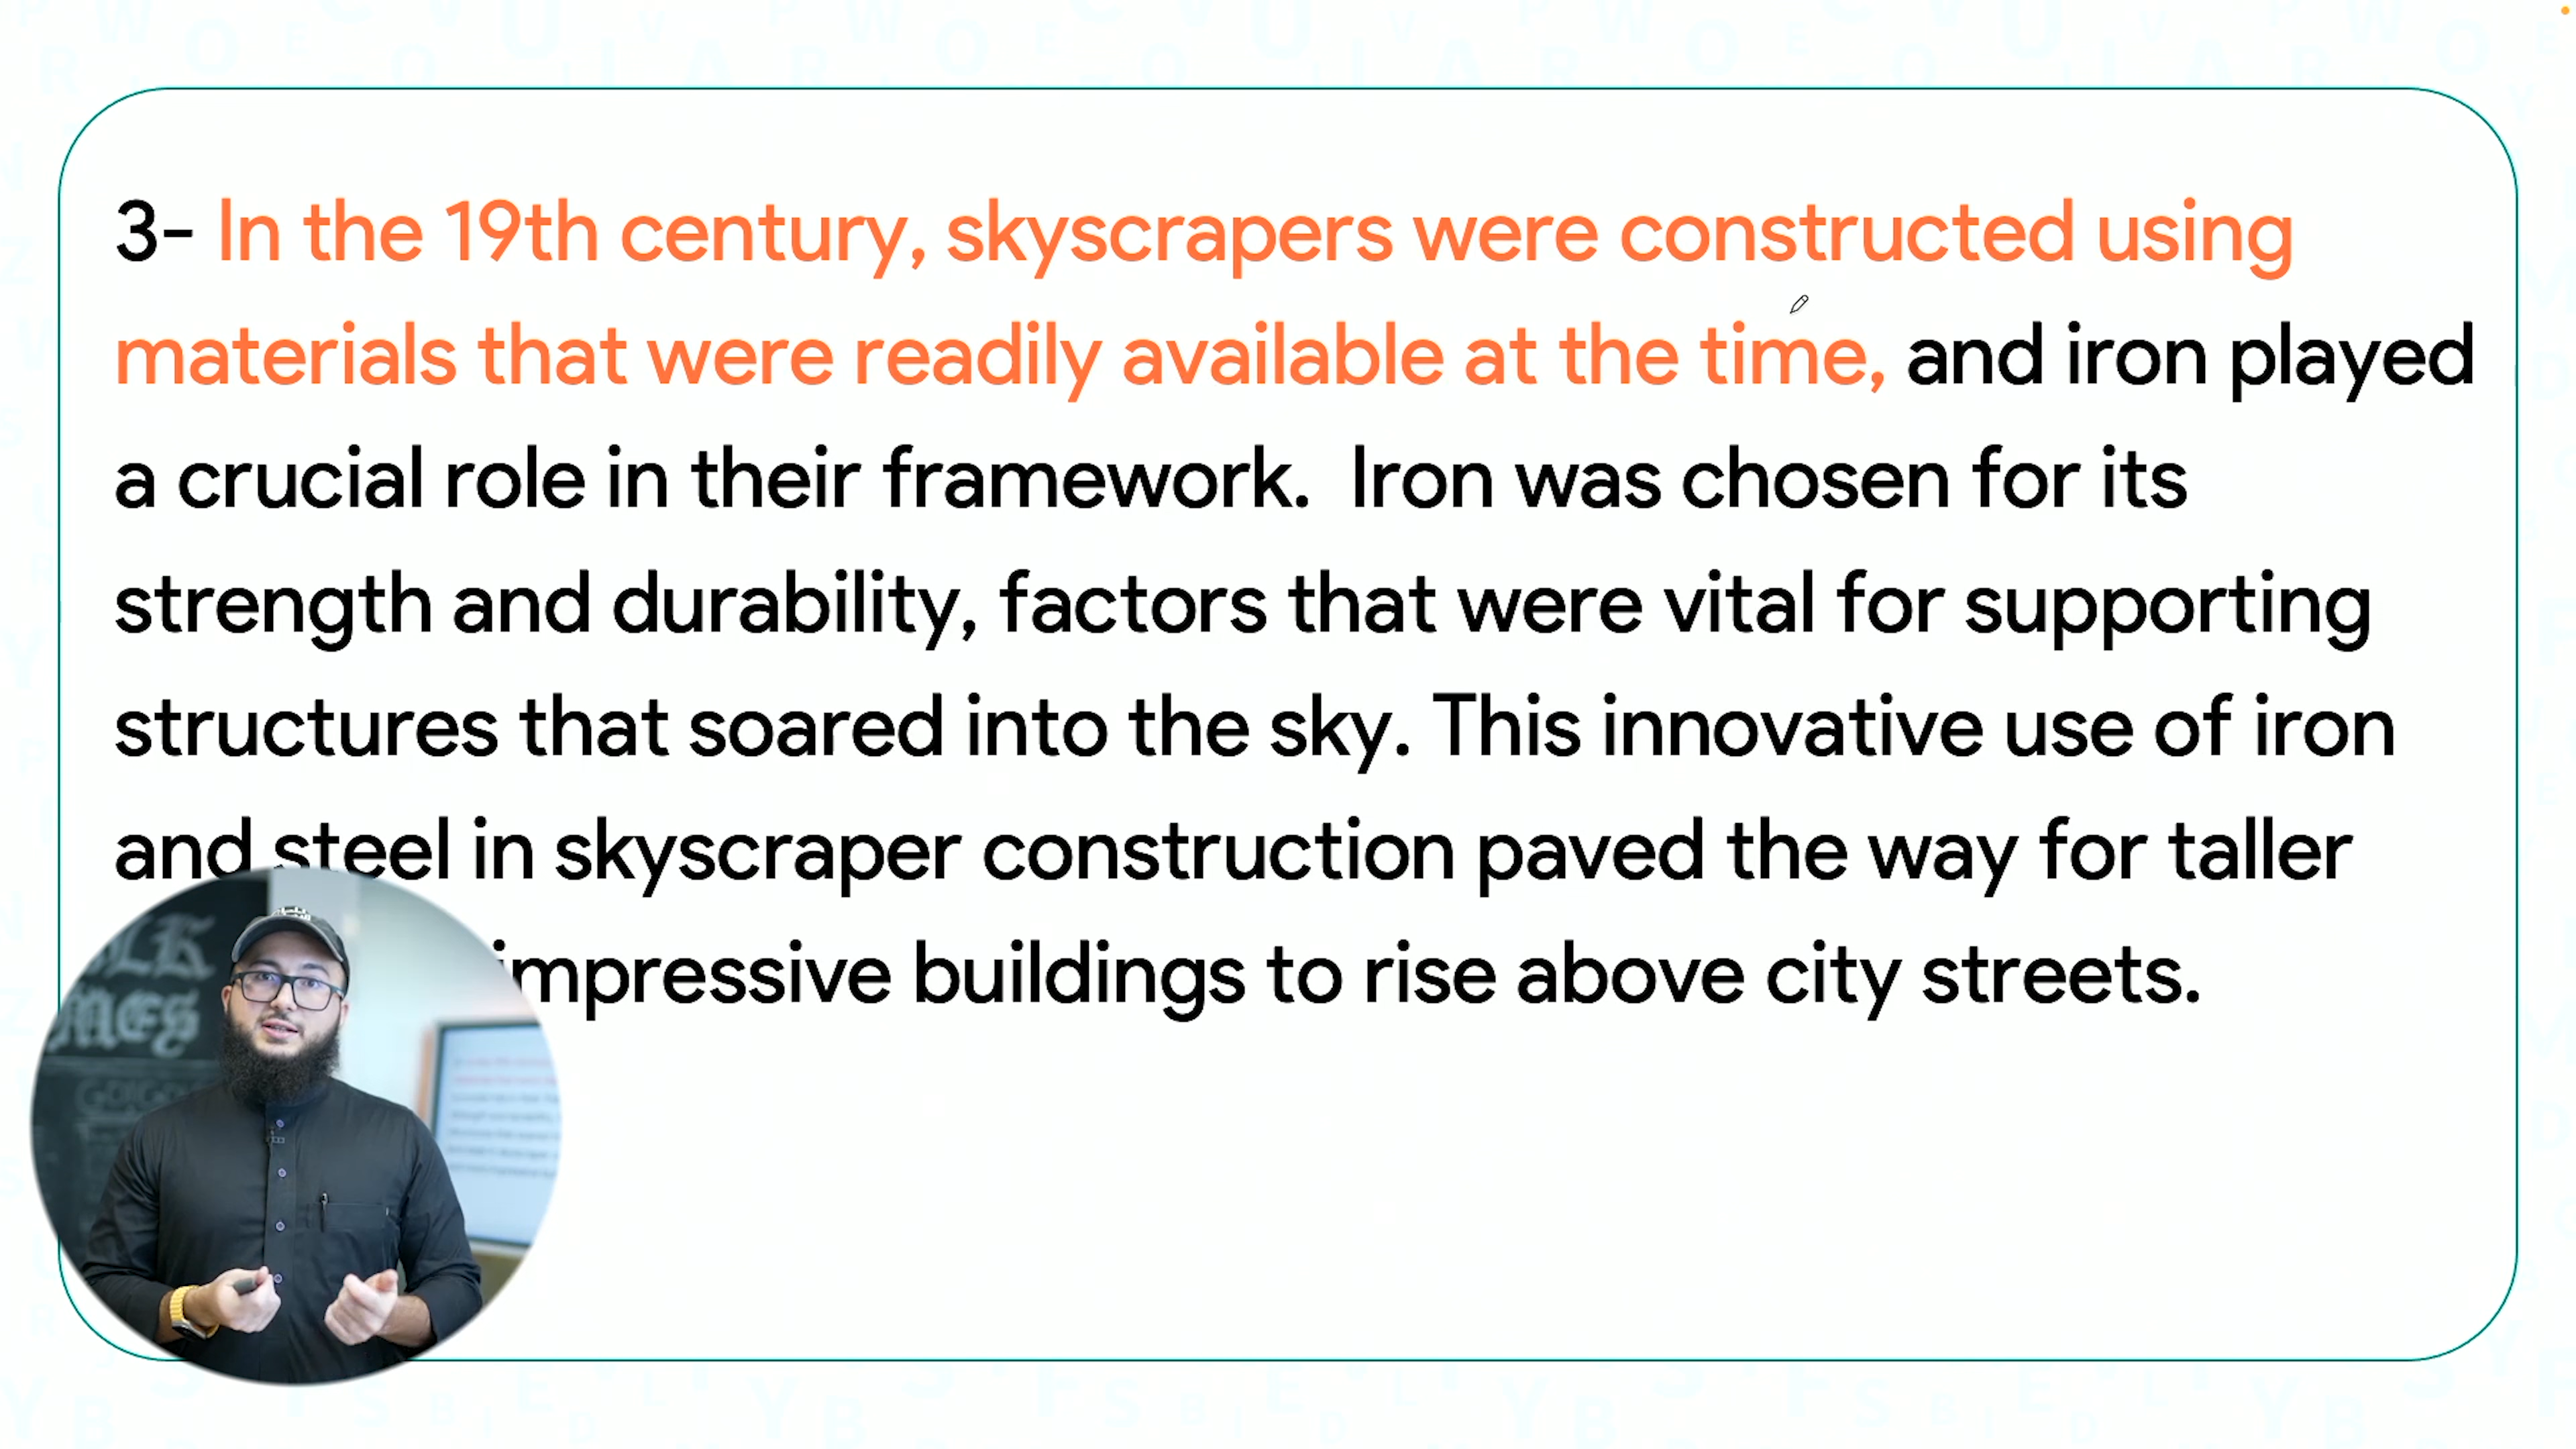 3- In the 19th century, skyscrapers were constructed using
materials that were readily available at the time, and iron played
a crucial role in their framework. Iron was chosen for its
strength and durability, factors that were vital for supporting
structures that soared into the sky. This innovative use of iron
and steel in skyscraper construction paved the way for taller
impressive buildings to rise above city streets.